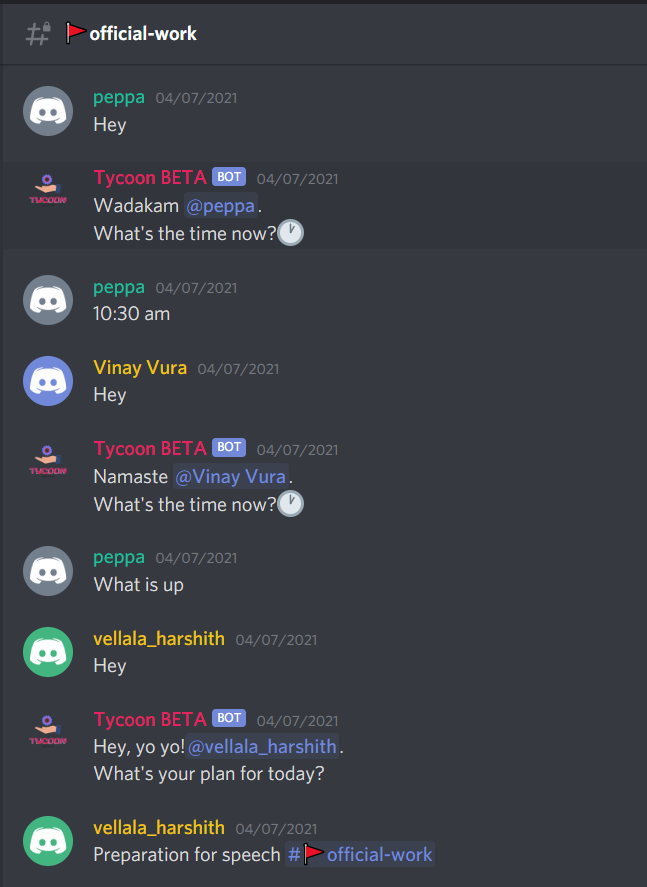 🚩official-work
peppa 04/07/2021
Hey
TYCOON
Tycoon BETA BOT 04/07/2021
Wadakam @peppa.
What's the time now?🕐
peppa 04/07/2021
10:30 am
Vinay Vura 04/07/2021
Hey
TYCOON
Tycoon BETA BOT 04/07/2021
Namaste @Vinay Vura.
What's the time now?🕐
peppa 04/07/2021
What is up
vellala_harshith 04/07/2021
Hey
TYCOON
Tycoon BETA BOT 04/07/2021
Hey, yo yo!@vellala_harshith.
What's your plan for today?
vellala_harshith 04/07/2021
Preparation for speech #🚩official-work